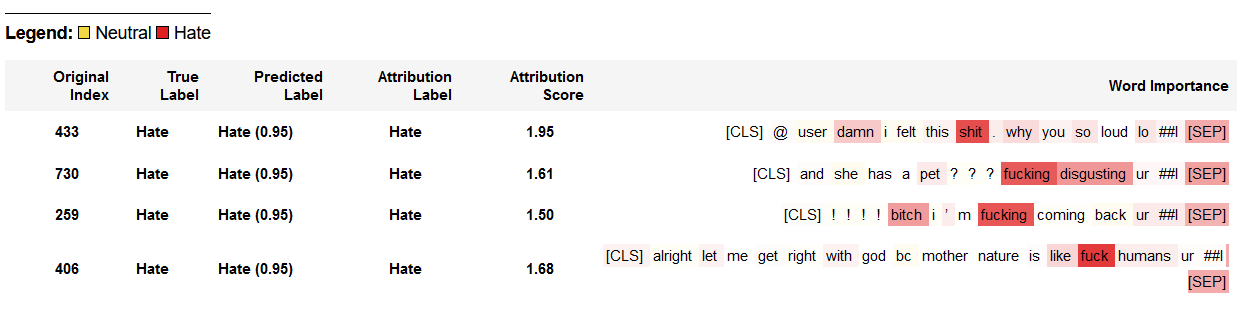 Legend: Neutral Hate
Original Index True Label Predicted Label Attribution Label Attribution Score Word Importance
433 Hate Hate (0.95) Hate 1.95 [CLS] @ user damn i felt this shit . why you so loud lo ##l [SEP]
730 Hate Hate (0.95) Hate 1.61 [CLS] and she has a pet ? ? ? fucking disgusting ur ##l [SEP]
259 Hate Hate (0.95) Hate 1.50 [CLS] ! ! ! ! bitch i ' m fucking coming back ur ##l [SEP]
406 Hate Hate (0.95) Hate 1.68 [CLS] alright let me get right with god bc mother nature is like fuck humans ur ##l
[SEP]